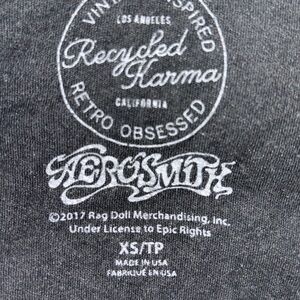 VINTAGE INSPIRED
LOS ANGELES
Recycled
Karma
CALIFORNIA
RETRO OBSESSED
AEROSMITH
©2017 Rag Doll Merchandising, Inc.
Under License to Epic Rights
XS/TP
MADE IN USA
FABRIQUÉ EN USA